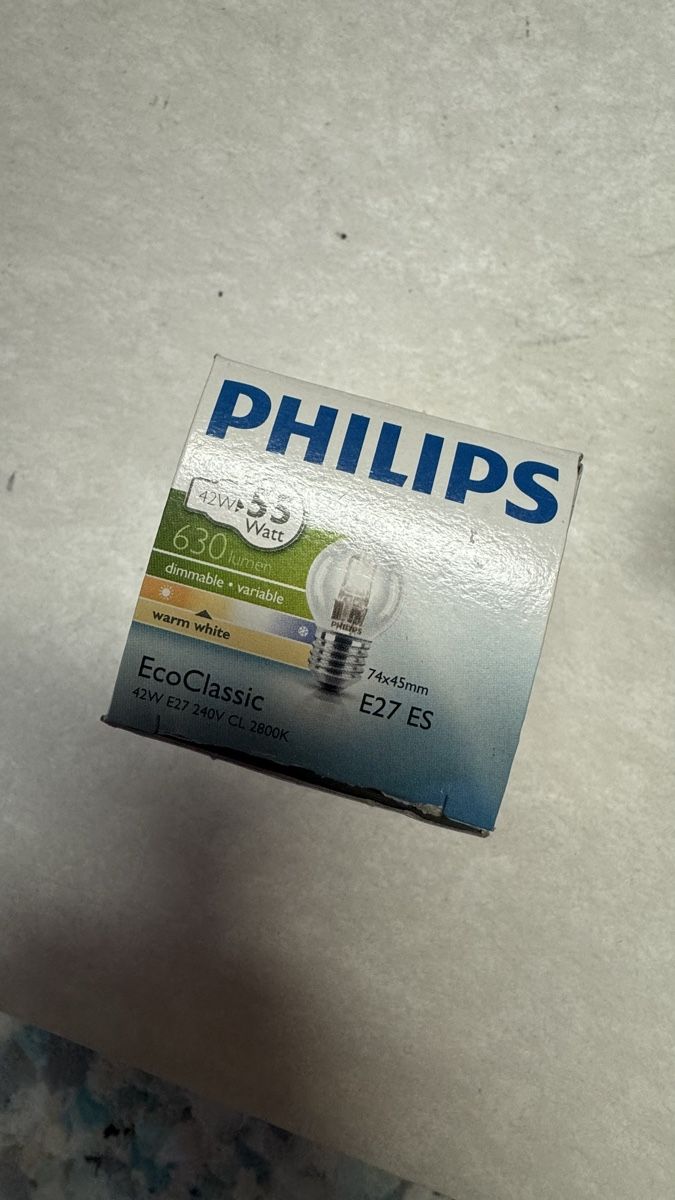 PHILIPS
42W▸55
Watt
630 lumen
dimmable • variable
warm white
PHILIPS
EcoClassic
42W E27 240V CL 2800K
74x45mm
E27 ES